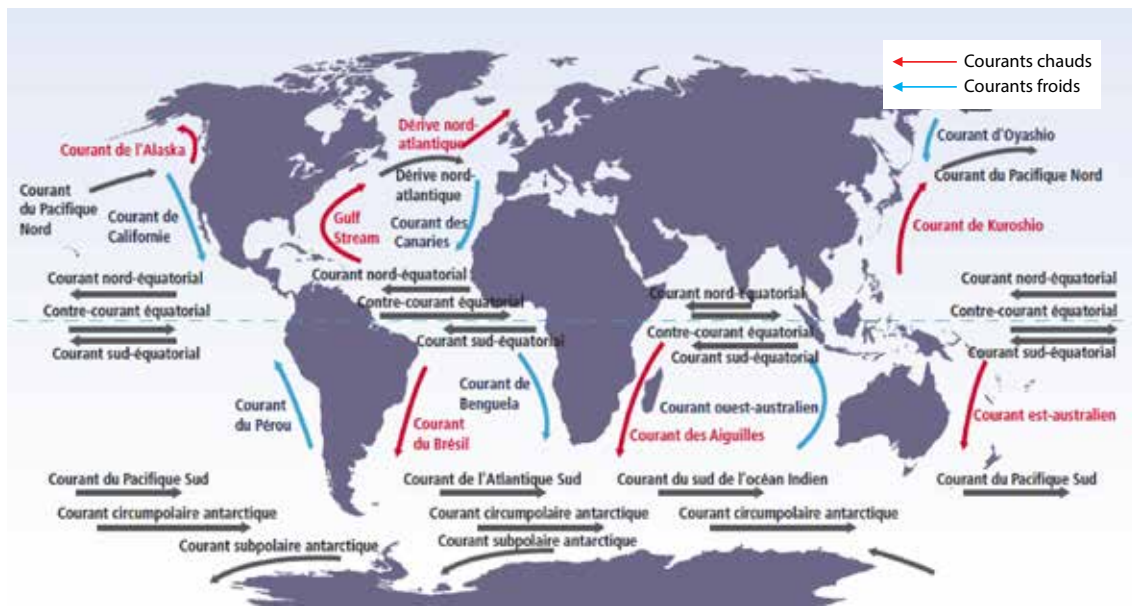 Courants chauds
Courants froids
Dérive nord-
atlantique
Courant d'Oyashio
Courant de l'Alaska
Dérive nord-
atlantique
Courant du Pacifique Nord
Courant
du Pacifique
Nord
Courant de
Californie
Gulf
Stream
Courant des
Canaries
Courant de Kuroshio
Courant nord-équatorial
Contre-courant équatorial
Courant sud-équatorial
Courant nord-équatorial
Contre-courant équatorial
Courant sud-équatorial
Courant nord-équatorial
Contre-courant équatorial
Courant sud-équatorial
Courant nord-équatorial
Contre-courant équatorial
Courant sud-équatorial
Courant
du Pérou
Courant
du Brésil
Courant de
Benguela
Courant ouest-australien
Courant des Aiguilles
Courant est-australien
Courant du Pacifique Sud
Courant de l'Atlantique Sud
Courant du sud de l'océan Indien
Courant du Pacifique Sud
Courant circumpolaire antarctique
Courant circumpolaire antarctique
Courant circumpolaire antarctique
Courant subpolaire antarctique
Courant subpolaire antarctique